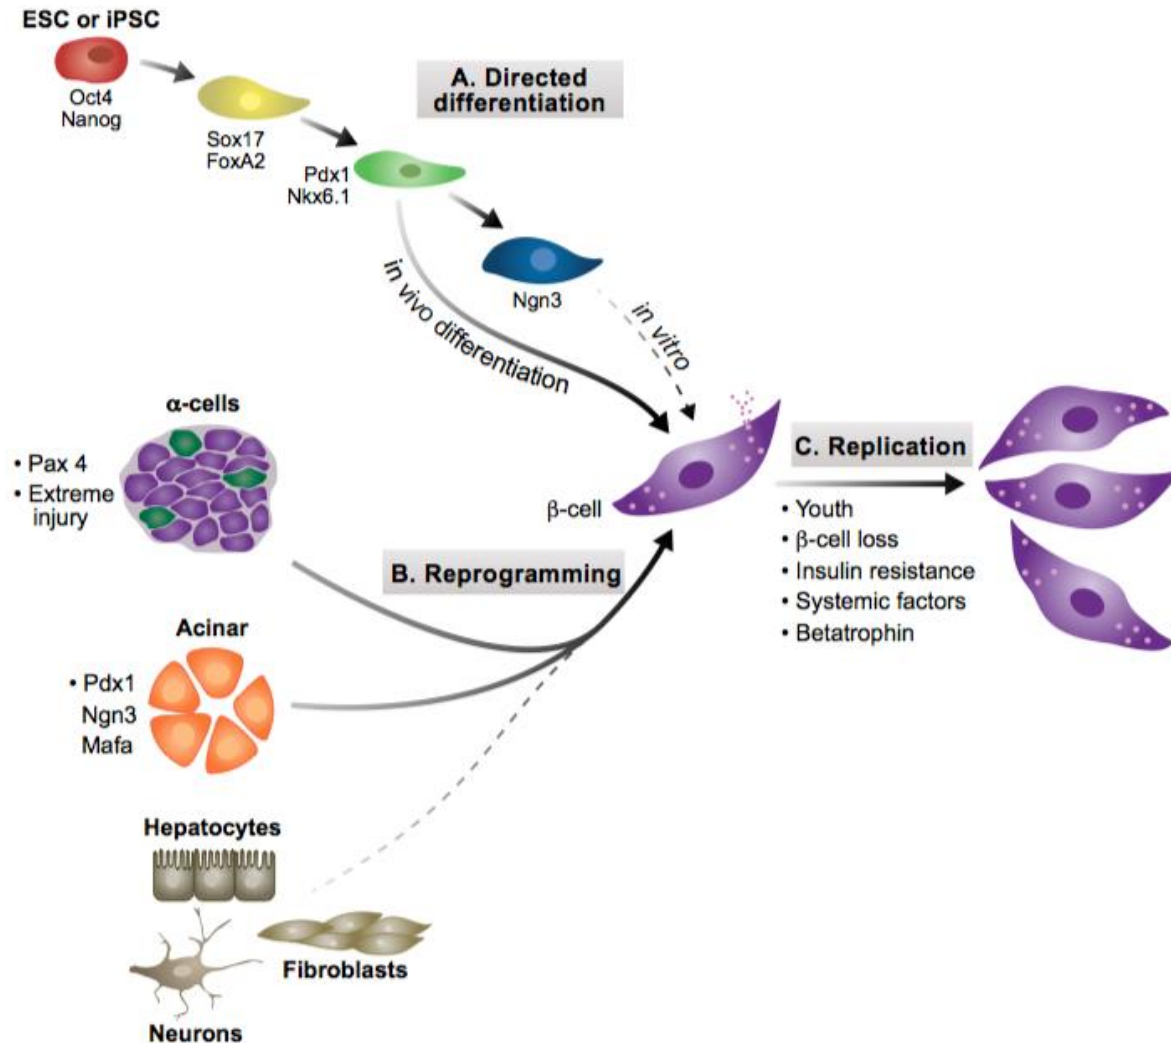 ESC or iPSC
Oct4
Nanog
Sox17
FoxA2
A. Directed
differentiation
Pdx1
Nkx6.1
Ngn3
in vivo differentiation
in vitro
α-cells
• Pax 4
• Extreme
injury
β-cell
C. Replication
• Youth
• β-cell loss
• Insulin resistance
• Systemic factors
• Betatrophin
B. Reprogramming
Acinar
• Pdx1
Ngn3
Mafa
Hepatocytes
Fibroblasts
Neurons